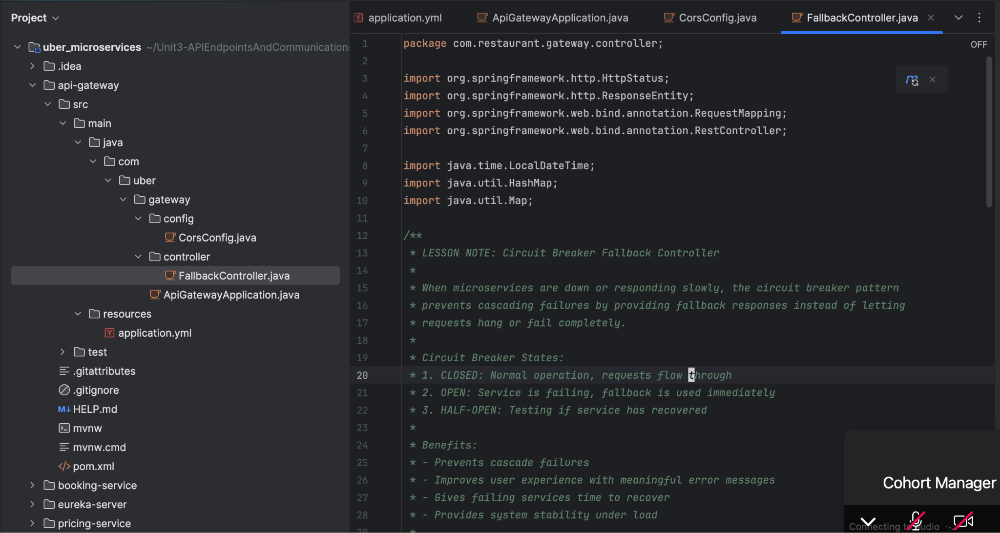 Project
uber_microservices ~/Unit3-APIEndpointsAndCommunications
.idea
api-gateway
src
main
java
com
uber
gateway
config
CorsConfig.java
controller
FallbackController.java
ApiGatewayApplication.java
resources
application.yml
test
.gitattributes
.gitignore
M↓ HELP.md
mvnw
mvnw.cmd
</> pom.xml
booking-service
eureka-server
pricing-service
Y application.yml ApiGatewayApplication.java CorsConfig.java FallbackController.java
OFF
1 package com.restaurant.gateway.controller;
2
3 import org.springframework.http.HttpStatus;
4 import org.springframework.http.ResponseEntity;
5 import org.springframework.web.bind.annotation.RequestMapping;
6 import org.springframework.web.bind.annotation.RestController;
7
8 import java.time.LocalDateTime;
9 import java.util.HashMap;
10 import java.util.Map;
11
12 /**
13 * LESSON NOTE: Circuit Breaker Fallback Controller
14 *
15 * When microservices are down or responding slowly, the circuit breaker pattern
16 * prevents cascading failures by providing fallback responses instead of letting
17 * requests hang or fail completely.
18 *
19 * Circuit Breaker States:
20 * 1. CLOSED: Normal operation, requests flow through
21 * 2. OPEN: Service is failing, fallback is used immediately
22 * 3. HALF-OPEN: Testing if service has recovered
23 *
24 * Benefits:
25 * - Prevents cascade failures
26 * - Improves user experience with meaningful error messages
27 * - Gives failing services time to recover
28 * - Provides system stability under load
29 *
Cohort Manager
Connecting to audio